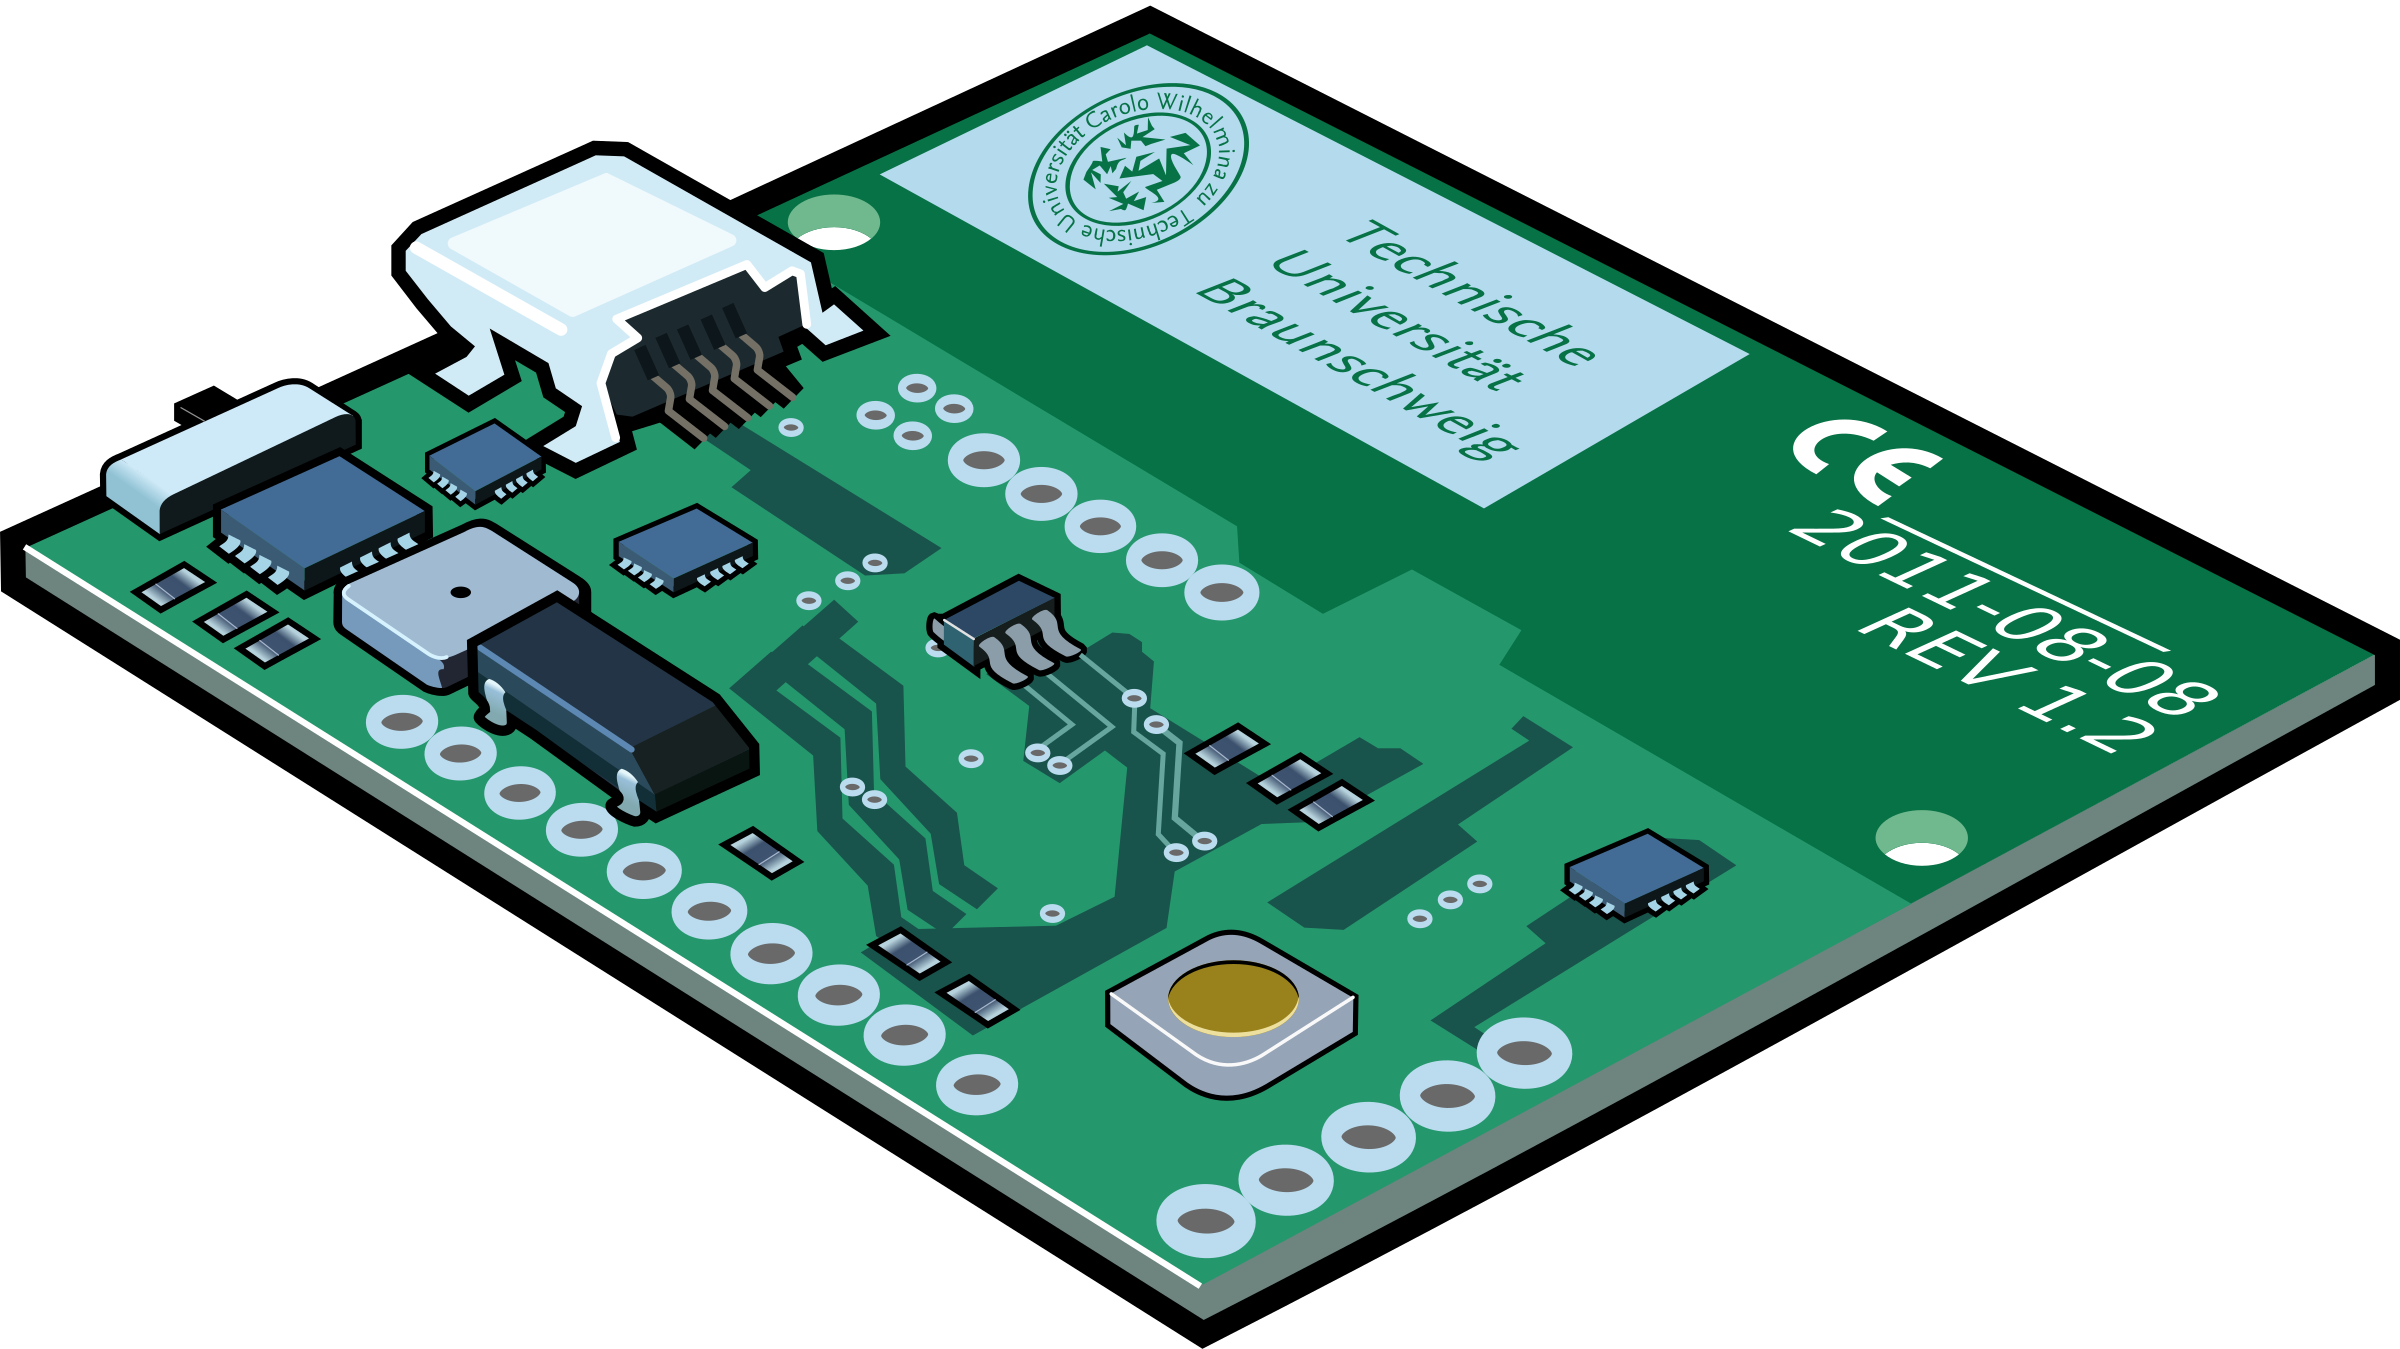 Universität Carolo Wilhelmina zu Technische
Technische
Universität
Braunschweig
CE
2011-08-08
REV 1.2